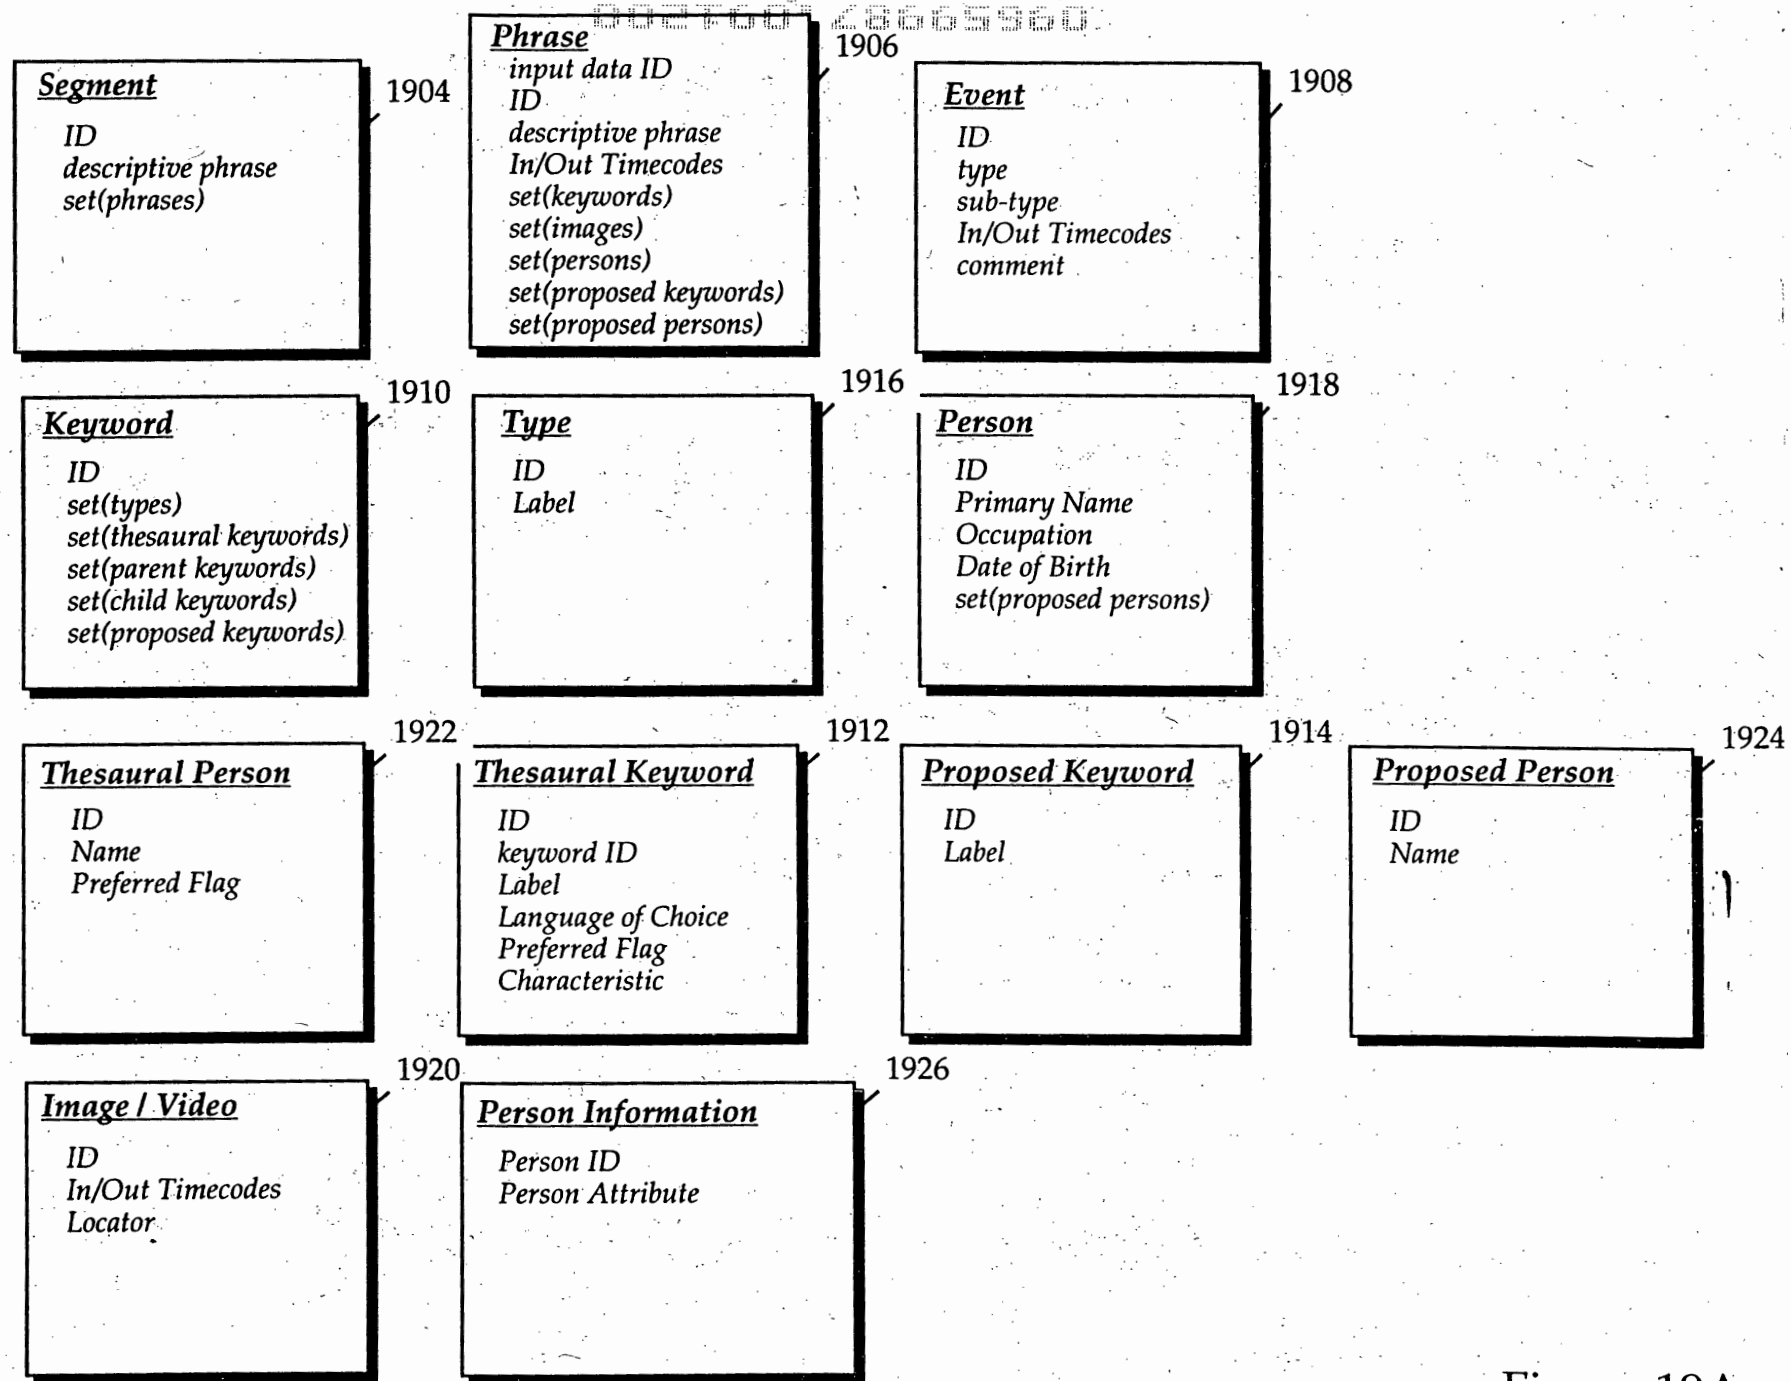 Segment
ID
descriptive phrase
set(phrases)
1904
Phrase
input data ID
ID
descriptive phrase
In/Out Timecodes
set(keywords)
set(images)
set(persons)
set(proposed keywords)
set(proposed persons)
1906
Event
ID
type
sub-type
In/Out Timecodes
comment
1908
Keyword
ID
set(types)
set(thesaural keywords)
set(parent keywords)
set(child keywords)
set(proposed keywords)
1910
Type
ID
Label
1916
Person
ID
Primary Name
Occupation
Date of Birth
set(proposed persons)
1918
Thesaural Person
ID
Name
Preferred Flag
1922
Thesaural Keyword
ID
keyword ID
Label
Language of Choice
Preferred Flag
Characteristic
1912
Proposed Keyword
ID
Label
1914
Proposed Person
ID
Name
1924
Image / Video
ID
In/Out Timecodes
Locator
1920
Person Information
Person ID
Person Attribute
1926